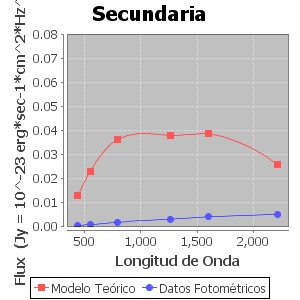 Secundaria
Flux (Jy = 10^-23 erg*sec-1*cm^2*Hz^
0.08
0.07
0.06
0.05
0.04
0.03
0.02
0.01
0.00
500 1,000 1,500 2,000
Longitud de Onda
Modelo Teórico Datos Fotométricos